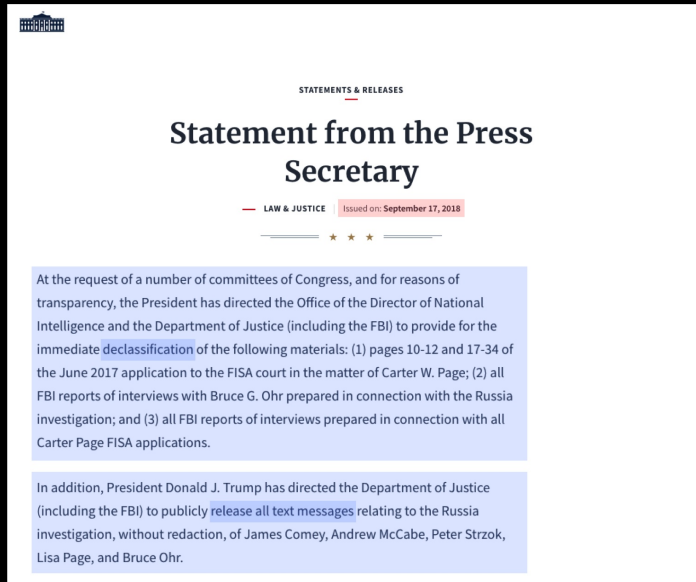 STATEMENTS & RELEASES
Statement from the Press
Secretary
LAW & JUSTICE Issued on: September 17, 2018
At the request of a number of committees of Congress, and for reasons of
transparency, the President has directed the Office of the Director of National
Intelligence and the Department of Justice (including the FBI) to provide for the
immediate declassification of the following materials: (1) pages 10-12 and 17-34 of
the June 2017 application to the FISA court in the matter of Carter W. Page; (2) all
FBI reports of interviews with Bruce G. Ohr prepared in connection with the Russia
investigation; and (3) all FBI reports of interviews prepared in connection with all
Carter Page FISA applications.
In addition, President Donald J. Trump has directed the Department of Justice
(including the FBI) to publicly release all text messages relating to the Russia
investigation, without redaction, of James Comey, Andrew McCabe, Peter Strzok,
Lisa Page, and Bruce Ohr.